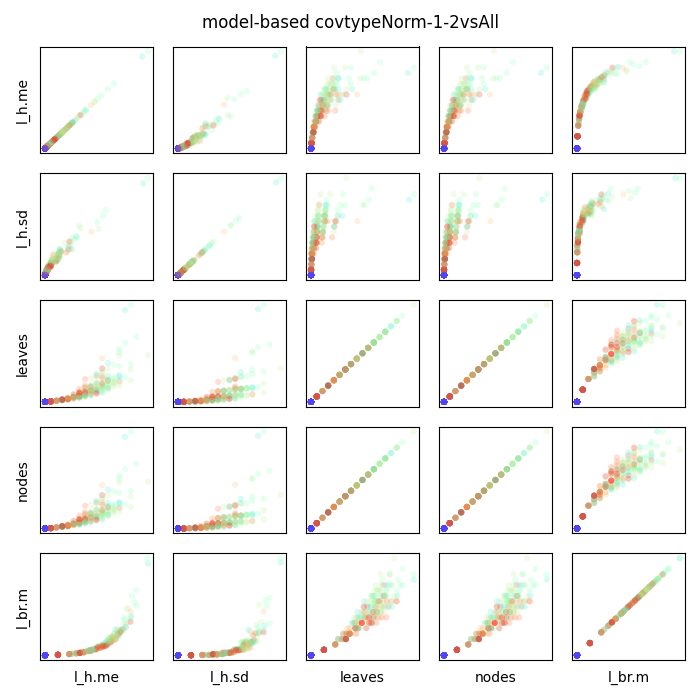 model-based covtypeNorm-1-2vsAll
l_h.me
l_h.sd
leaves
nodes
l_br.m
l_h.me l_h.sd leaves nodes l_br.m